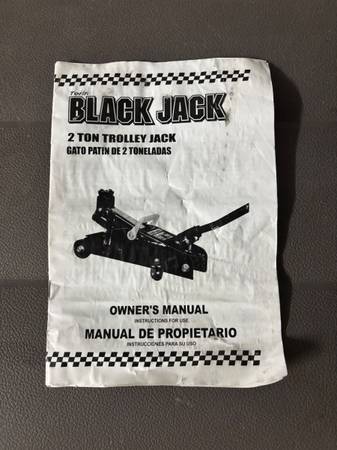 Torin
BLACK JACK
2 TON TROLLEY JACK
GATO PATIN DE 2 TONELADAS
OWNER'S MANUAL
INSTRUCTIONS FOR USE
MANUAL DE PROPIETARIO
INSTRUCCIONES PARA SU USO